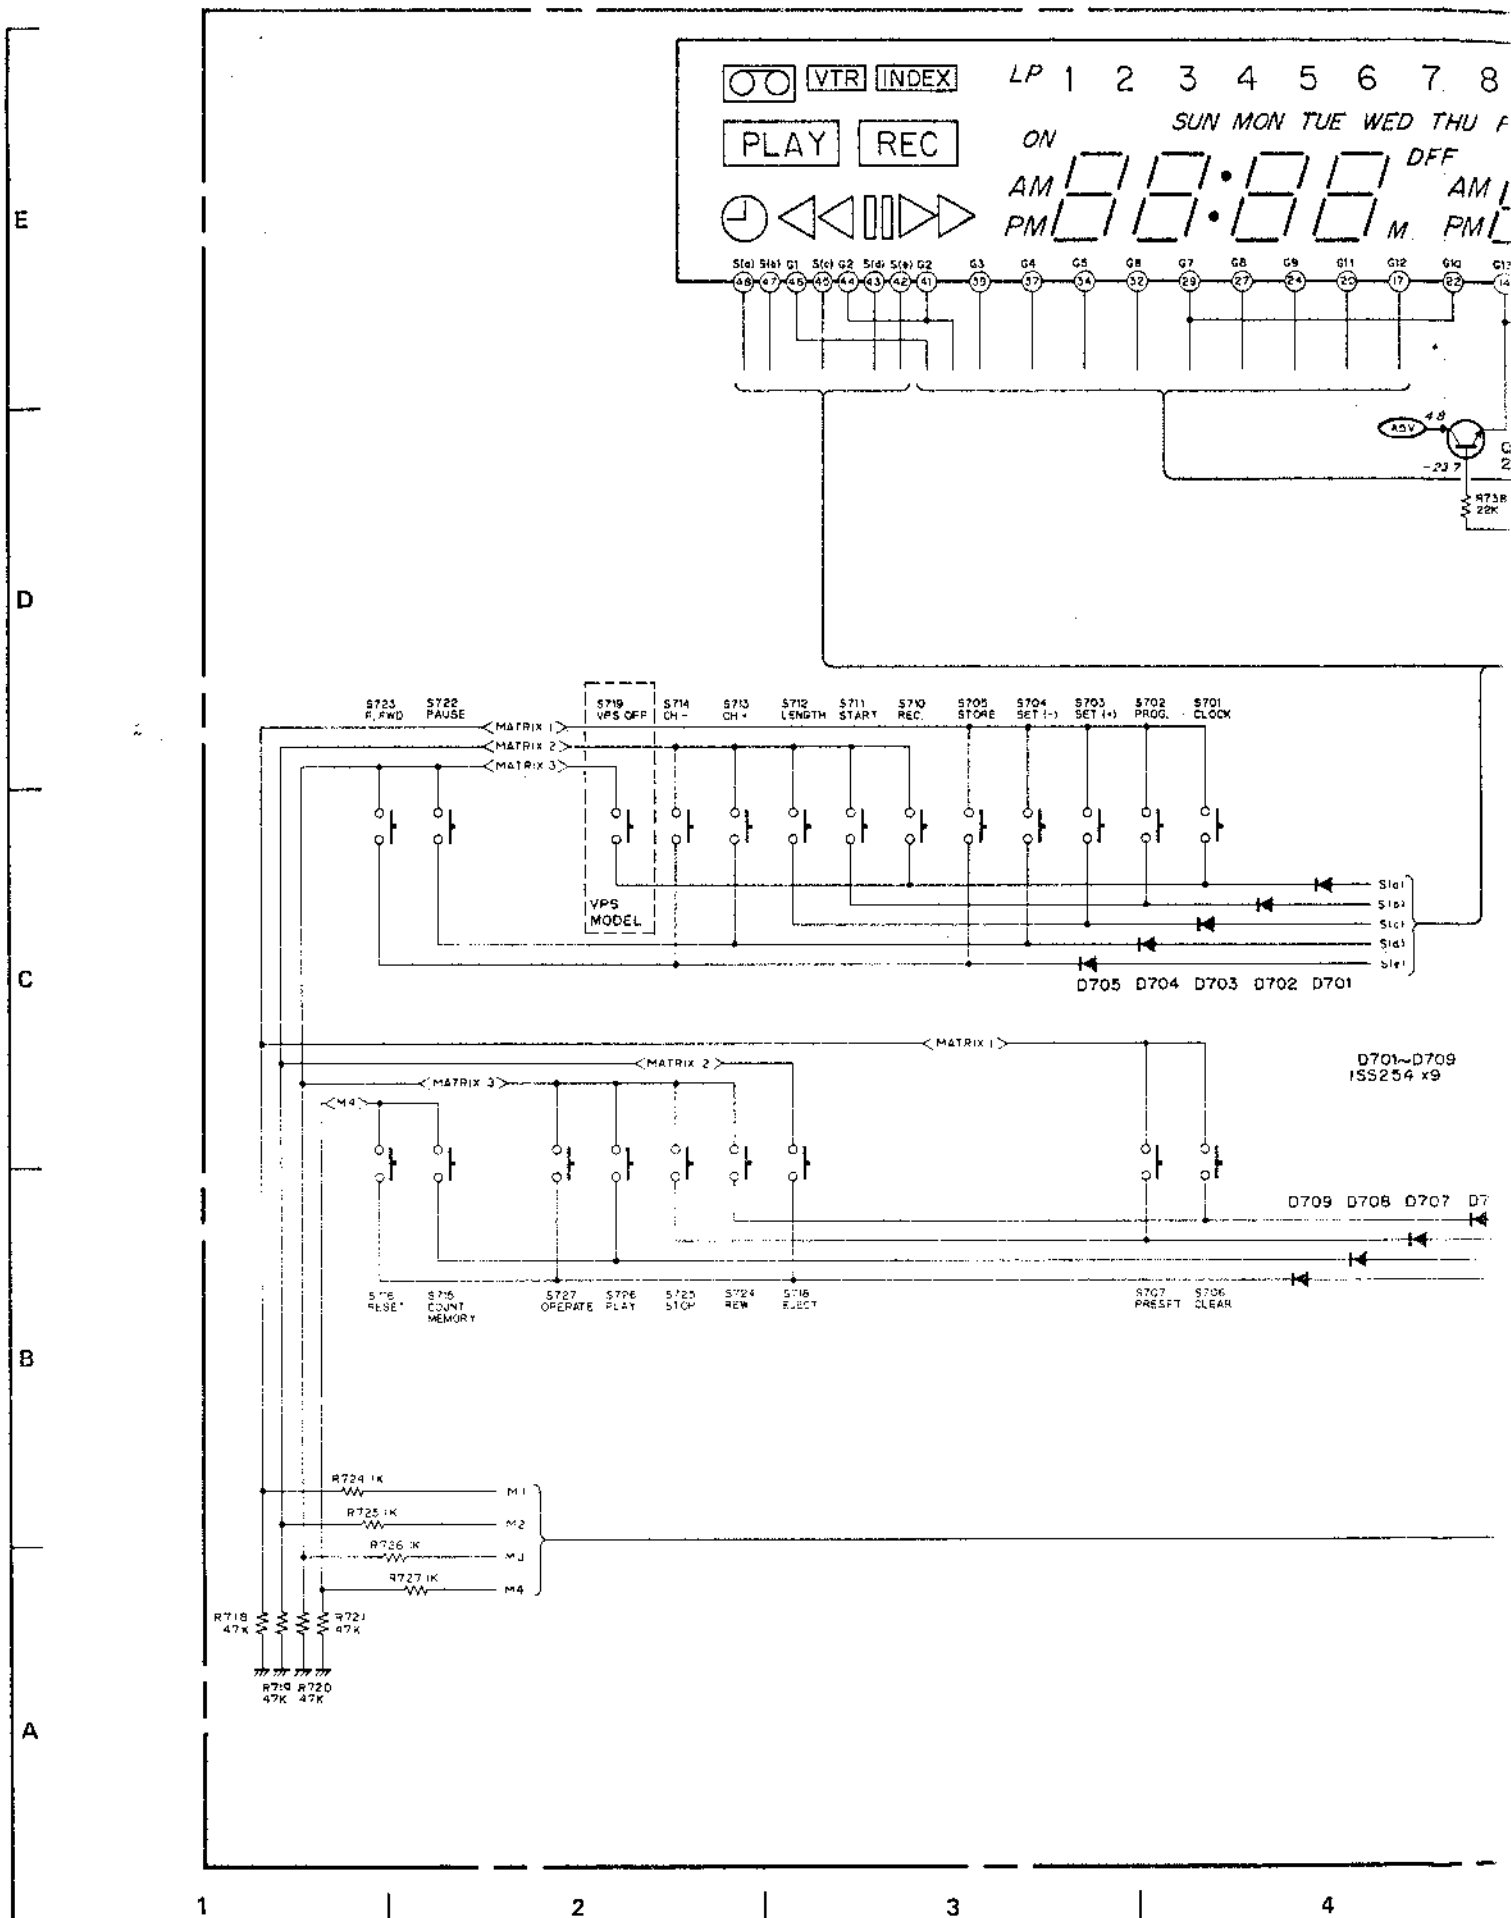 VTR INDEX LP 1 2 3 4 5 6 7 8
SUN MON TUE WED THU
PLAY REC ON OFF
AM AM
PM M. PM
S(a) S(b) G1 S(c) G2 S(d) S(e) G2 G3 G4 G5 G6 G7 G8 G9 G11 G12 G10
48 47 46 45 44 43 42 41 39 37 34 32 29 27 24 20 17 22 14
E
A5V 4.8
-23.7
R738
22K
D
S723 S722 S719 S714 S713 S712 S711 S710 S705 S704 S703 S702 S701
F.FWD PAUSE VPS OFF CH- CH+ LENGTH START REC. STORE SET (-) SET (+) PROG. CLOCK
MATRIX 1
MATRIX 2
MATRIX 3
VPS
MODEL
S(a)
S(b)
S(c)
S(d)
S(e)
C
D705 D704 D703 D702 D701
MATRIX 1
MATRIX 2
MATRIX 3
M4
D701~D709
1SS254 x9
D709 D708 D707 D7
S716 S715 S727 S726 S725 S724 S718 S707 S706
RESET COUNT OPERATE PLAY STOP REW EJECT PRESET CLEAR
MEMORY
B
R724 1K M1
R725 1K M2
R726 1K M3
R727 1K M4
R718 R721
47K 47K
R719 R720
47K 47K
A
1 2 3 4